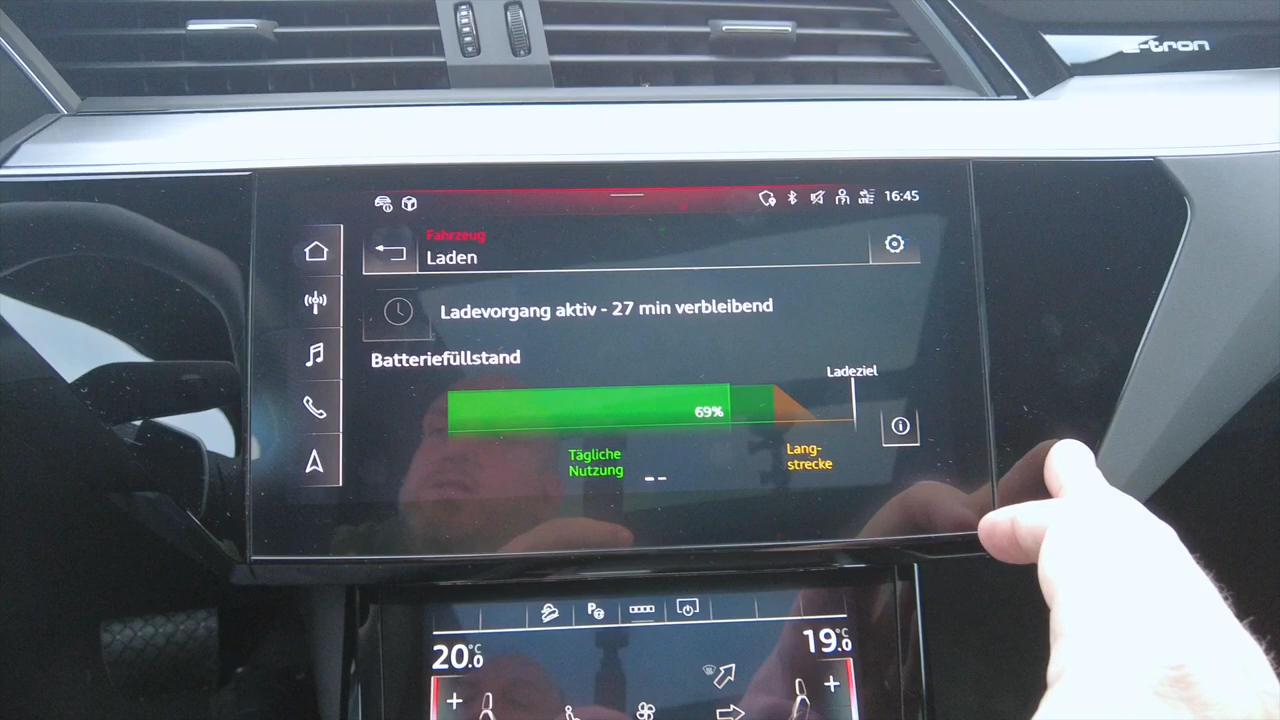 e-tron
16:45
Fahrzeug
Laden
Ladevorgang aktiv - 27 min verbleibend
Batteriefüllstand
Ladeziel
69%
Tägliche
Nutzung
Lang-
strecke
20.0 °C
19.0 °C